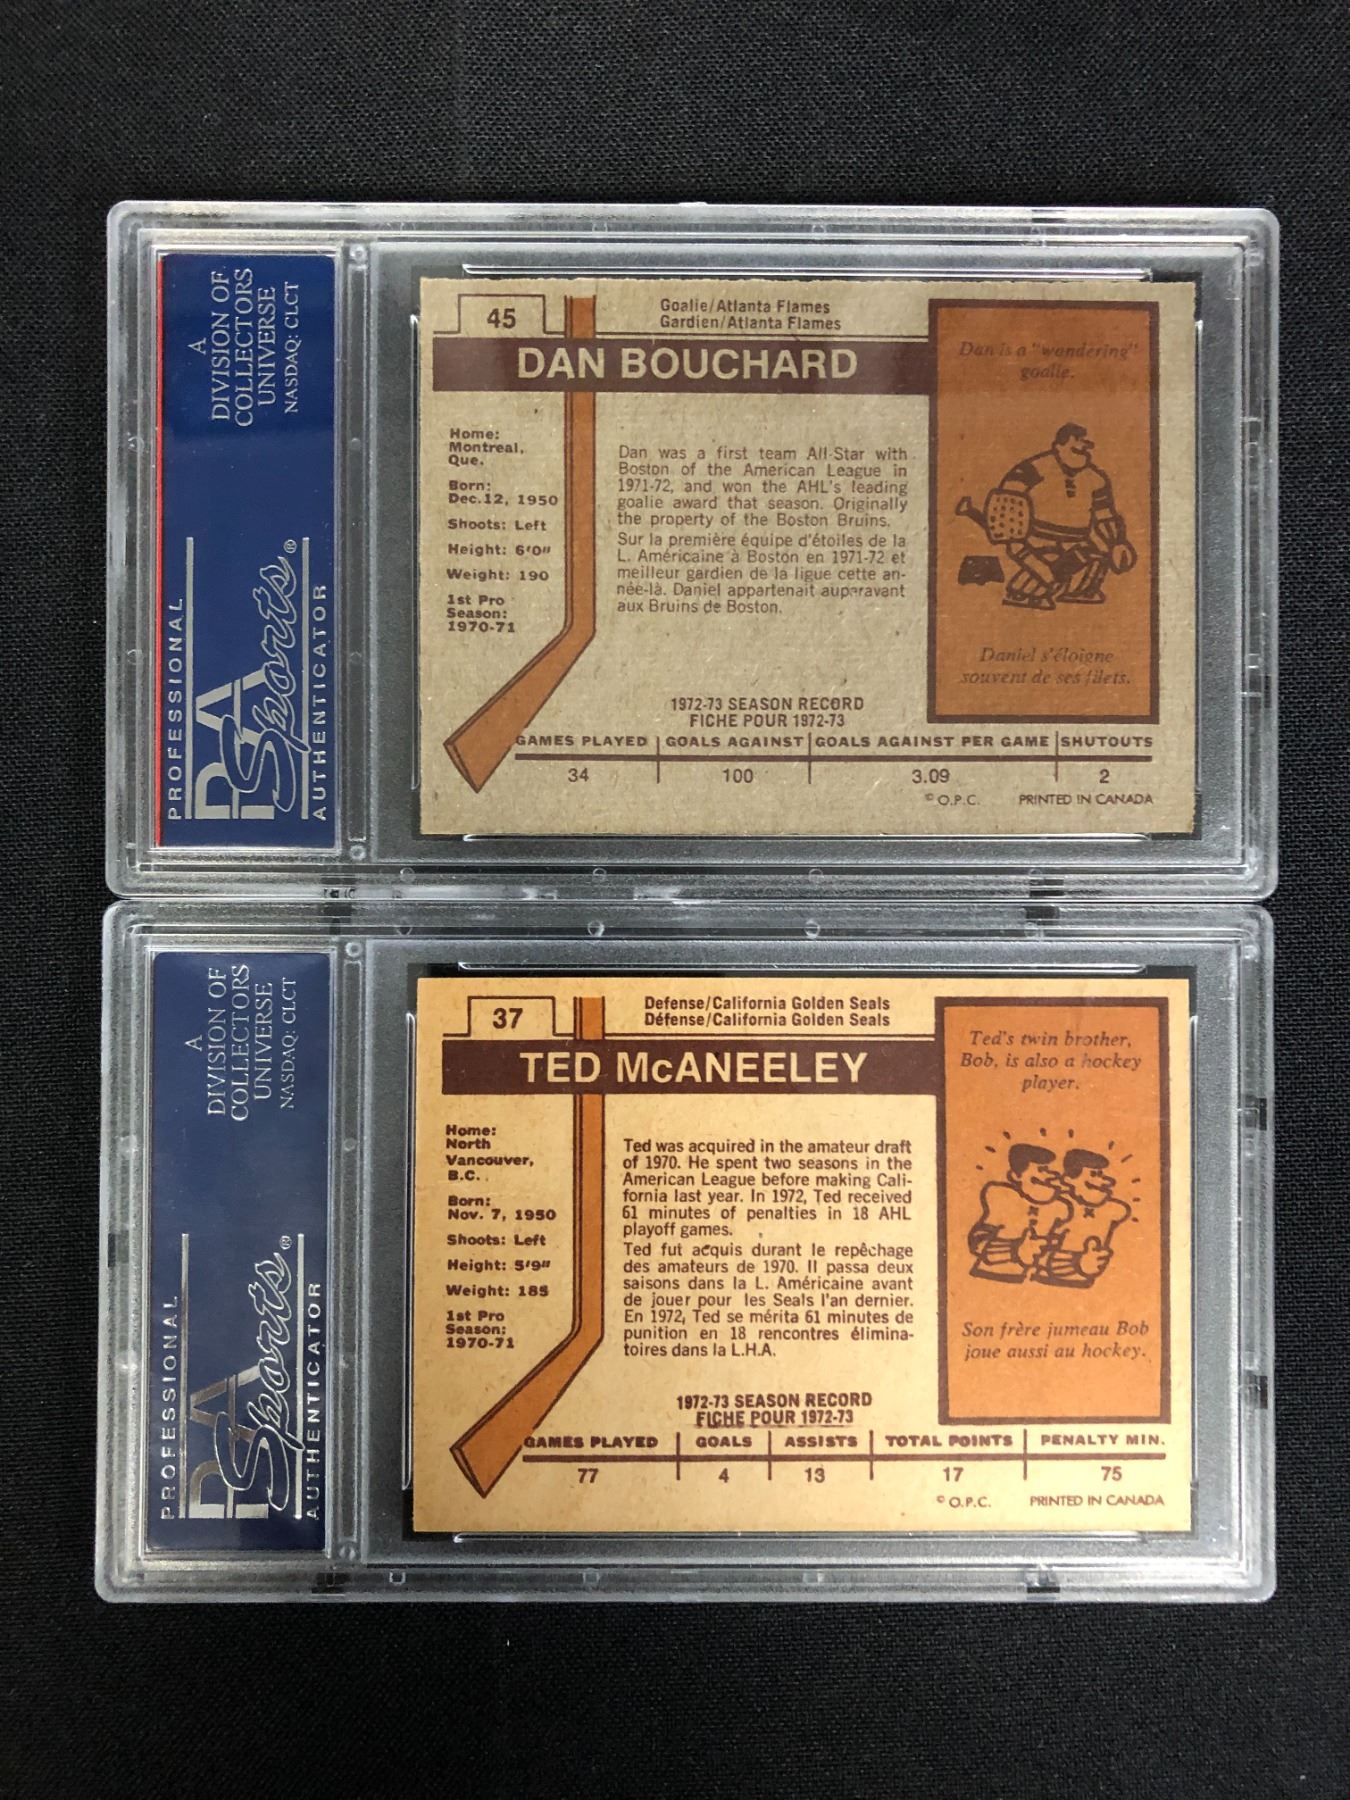 A
DIVISION OF
COLLECTORS
UNIVERSE
NASDAQ: CLCT
PROFESSIONAL
PSA
Sports®
AUTHENTICATOR
45
Goalie/Atlanta Flames
Gardien/Atlanta Flames
DAN BOUCHARD
Home:
Montreal,
Que.
Born:
Dec.12, 1950
Shoots: Left
Height: 6'0"
Weight: 190
1st Pro
Season:
1970-71
Dan was a first team All-Star with
Boston of the American League in
1971-72, and won the AHL's leading
goalie award that season. Originally
the property of the Boston Bruins.
Sur la première équipe d'étoiles de la
L. Américaine à Boston en 1971-72 et
meilleur gardien de la ligue cette an-
née-là. Daniel appartenait auparavant
aux Bruins de Boston.
Dan is a "wandering"
goalie.
Daniel s'éloigne
souvent de ses filets.
1972-73 SEASON RECORD
FICHE POUR 1972-73
GAMES PLAYED GOALS AGAINST GOALS AGAINST PER GAME SHUTOUTS
34 100 3.09 2
© O.P.C. PRINTED IN CANADA
A
DIVISION OF
COLLECTORS
UNIVERSE
NASDAQ: CLCT
PROFESSIONAL
PSA
Sports®
AUTHENTICATOR
37
Defense/California Golden Seals
Défense/California Golden Seals
TED McANEELEY
Home:
North
Vancouver,
B.C.
Born:
Nov. 7, 1950
Shoots: Left
Height: 5'9"
Weight: 185
1st Pro
Season:
1970-71
Ted was acquired in the amateur draft
of 1970. He spent two seasons in the
American League before making Cali-
fornia last year. In 1972, Ted received
61 minutes of penalties in 18 AHL
playoff games.
Ted fut acquis durant le repêchage
des amateurs de 1970. Il passa deux
saisons dans la L. Américaine avant
de jouer pour les Seals l'an dernier.
En 1972, Ted se mérita 61 minutes de
punition en 18 rencontres élimina-
toires dans la L.H.A.
Ted's twin brother,
Bob, is also a hockey
player.
Son frère jumeau Bob
joue aussi au hockey.
1972-73 SEASON RECORD
FICHE POUR 1972-73
GAMES PLAYED GOALS ASSISTS TOTAL POINTS PENALTY MIN.
77 4 13 17 75
© O.P.C. PRINTED IN CANADA